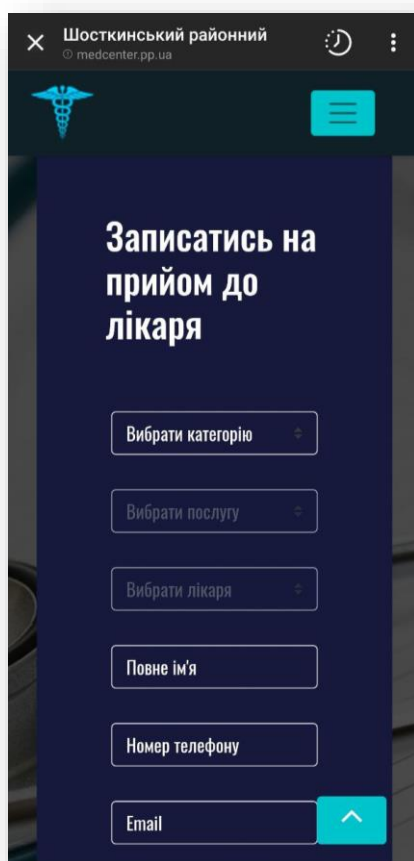 Шосткинський районний
medcenter.pp.ua
Записатись на
прийом до
лікаря
Вибрати категорію
Вибрати послугу
Вибрати лікаря
Повне ім'я
Номер телефону
Email